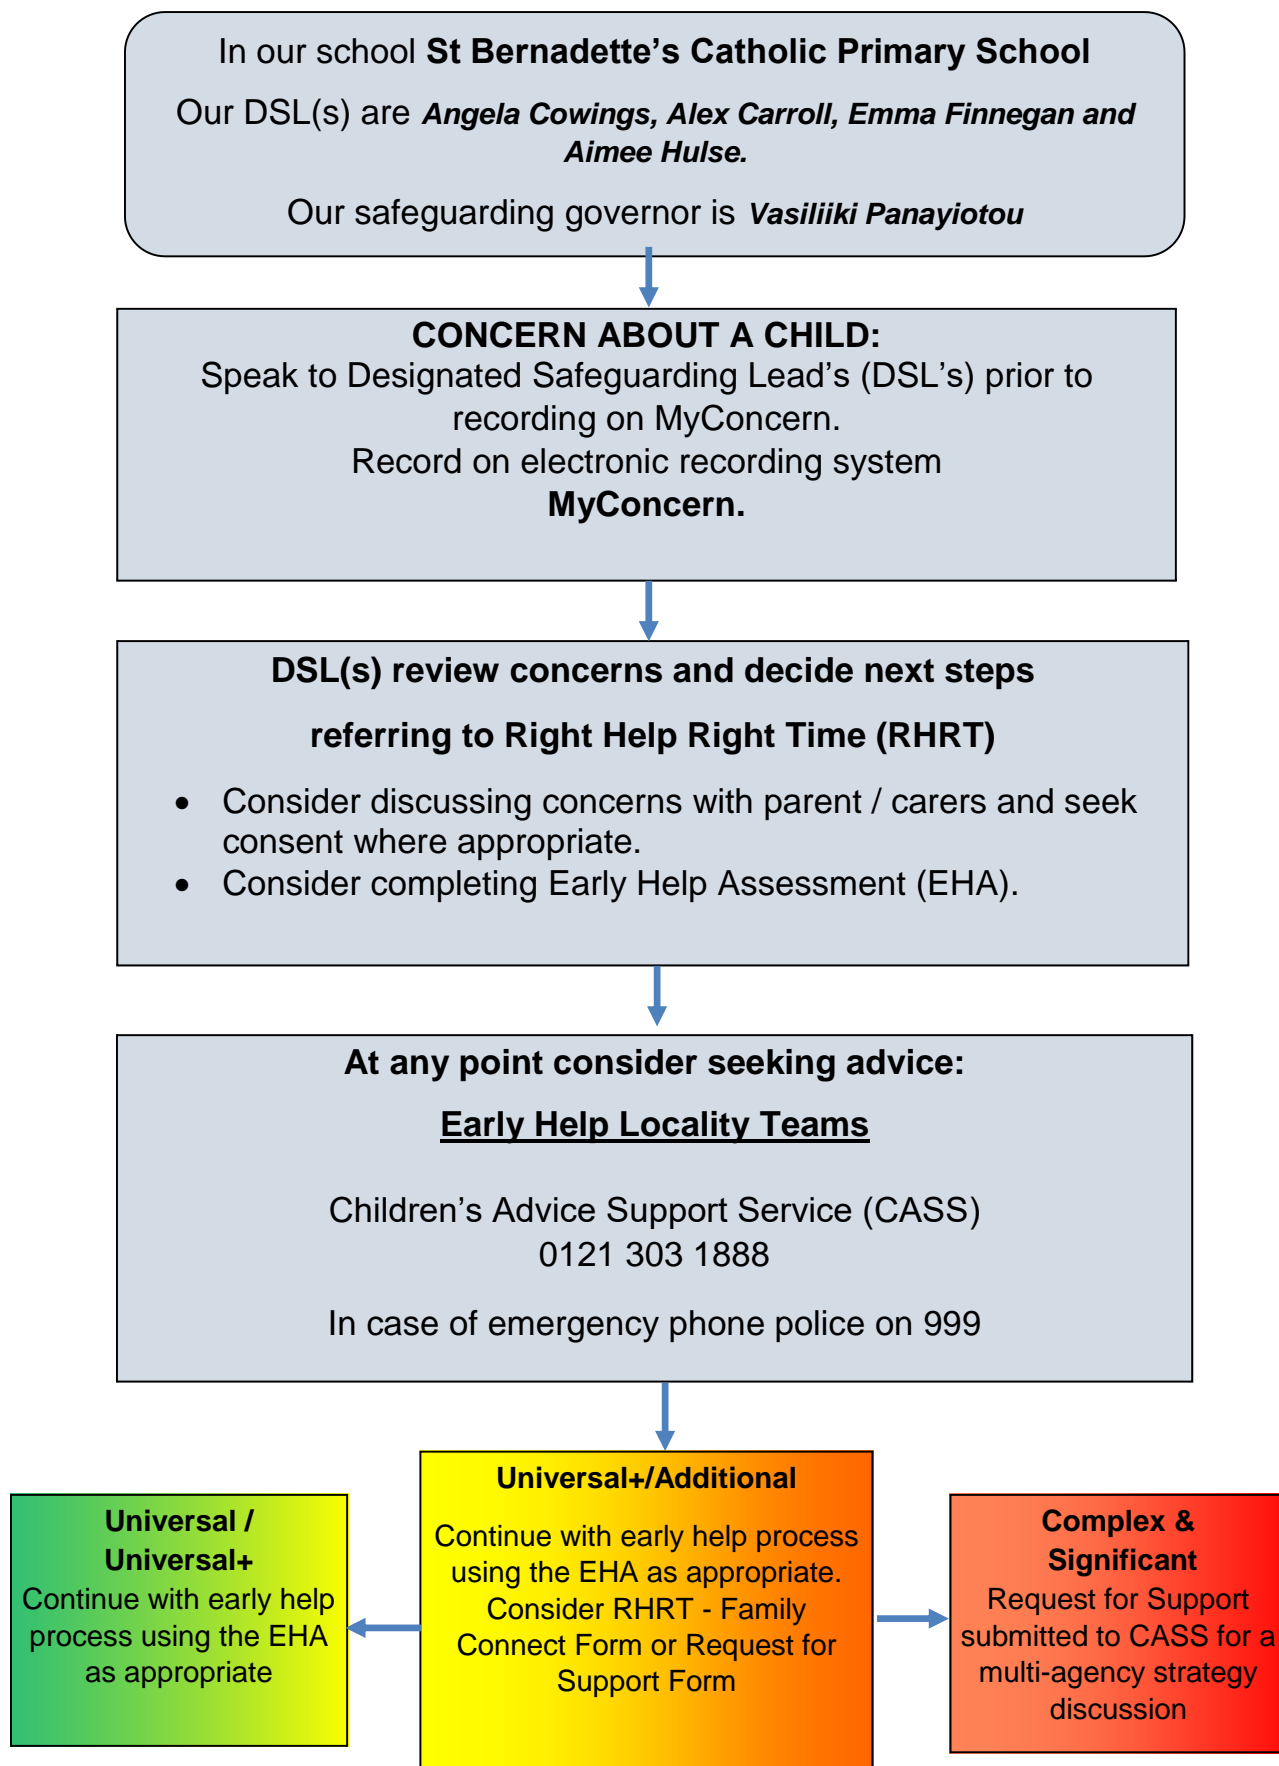 In our school St Bernadette’s Catholic Primary School
Our DSL(s) are Angela Cowings, Alex Carroll, Emma Finnegan and
Aimee Hulse.
Our safeguarding governor is Vasiliiki Panayiotou
CONCERN ABOUT A CHILD:
Speak to Designated Safeguarding Lead’s (DSL’s) prior to
recording on MyConcern.
Record on electronic recording system
MyConcern.
DSL(s) review concerns and decide next steps
referring to Right Help Right Time (RHRT)
• Consider discussing concerns with parent / carers and seek
consent where appropriate.
• Consider completing Early Help Assessment (EHA).
At any point consider seeking advice:
Early Help Locality Teams
Children’s Advice Support Service (CASS)
0121 303 1888
In case of emergency phone police on 999
Universal /
Universal+
Continue with early help
process using the EHA
as appropriate
Universal+/Additional
Continue with early help process
using the EHA as appropriate.
Consider RHRT - Family
Connect Form or Request for
Support Form
Complex &
Significant
Request for Support
submitted to CASS for a
multi-agency strategy
discussion